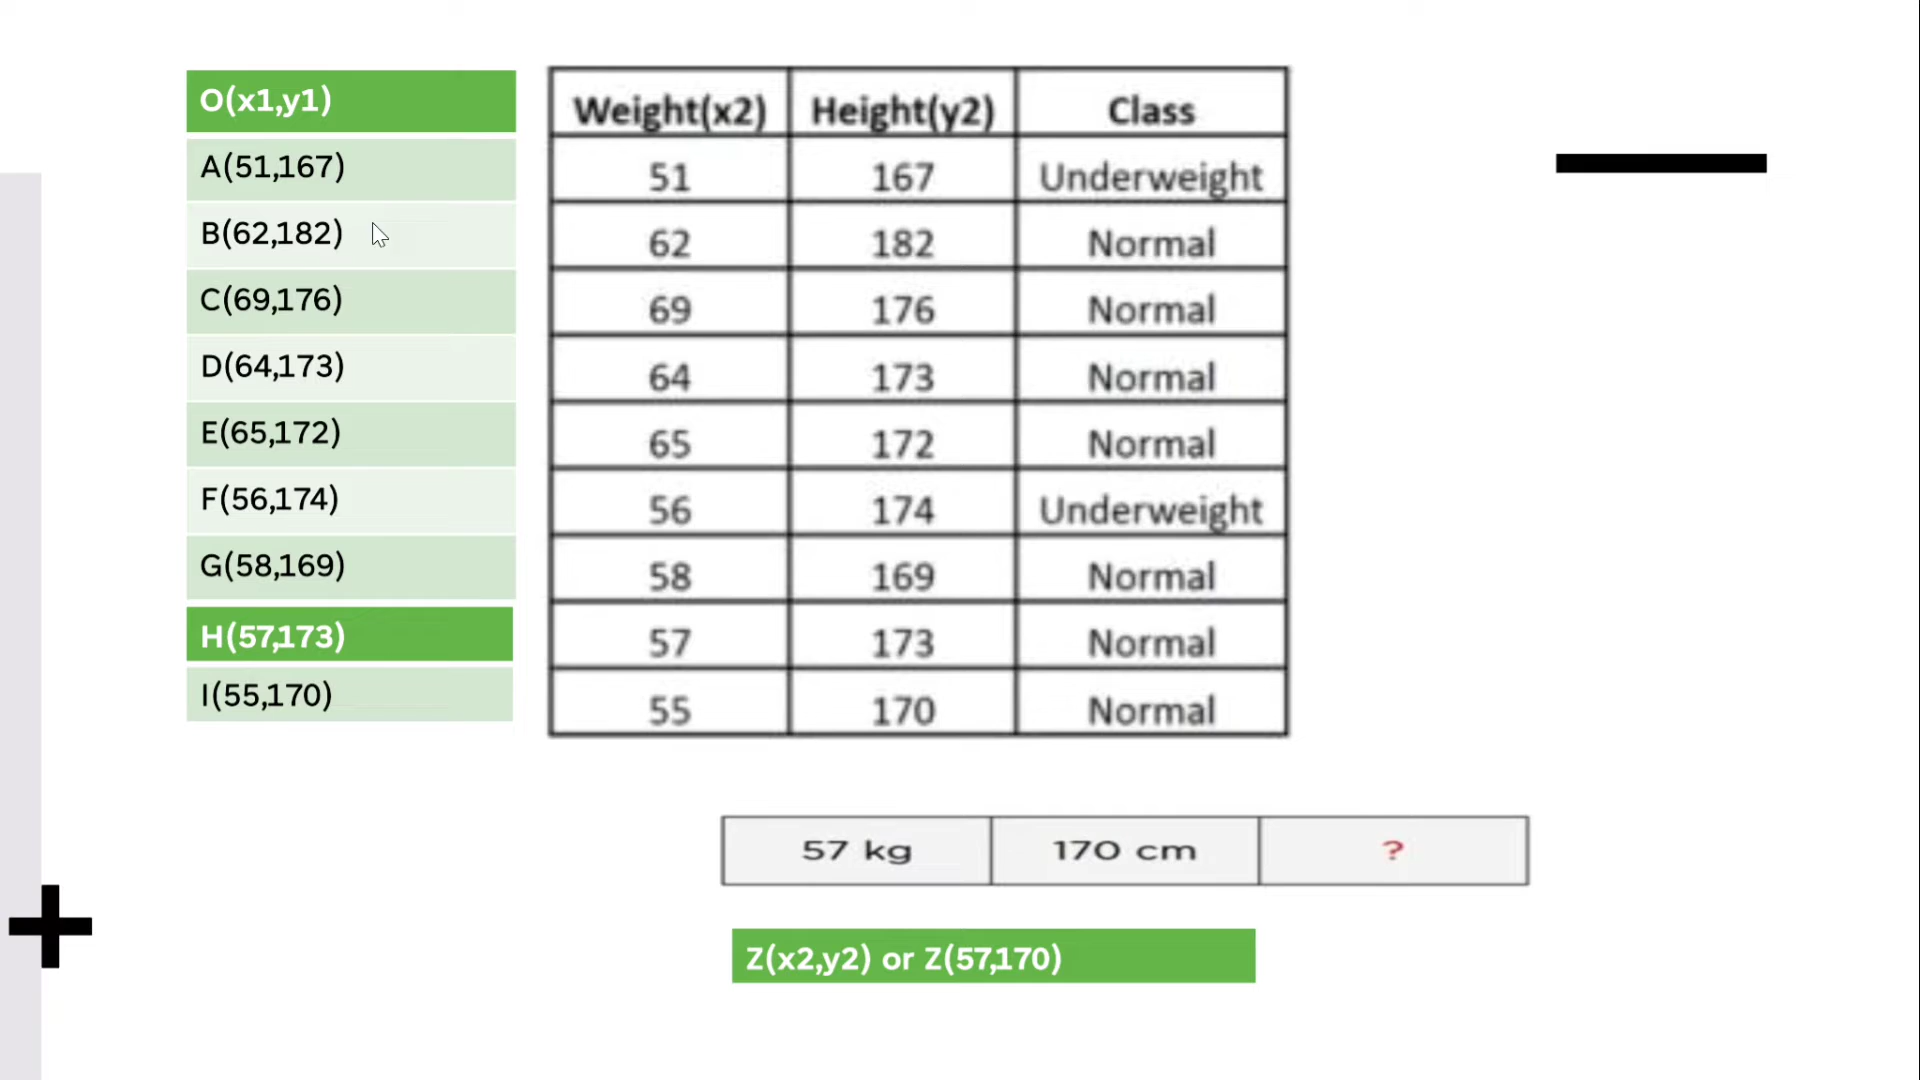 O(x1,y1)
A(51,167)
B(62,182)
C(69,176)
D(64,173)
E(65,172)
F(56,174)
G(58,169)
H(57,173)
I(55,170)
Weight(x2) Height(y2) Class
51 167 Underweight
62 182 Normal
69 176 Normal
64 173 Normal
65 172 Normal
56 174 Underweight
58 169 Normal
57 173 Normal
55 170 Normal
57 kg 170 cm ?
Z(x2,y2) or Z(57,170)